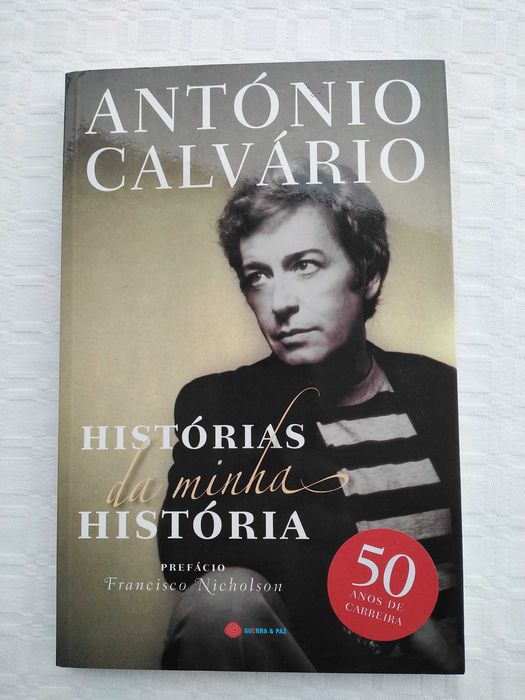 ANTÓNIO
CALVÁRIO
HISTÓRIAS
da minha
HISTÓRIA
PREFÁCIO
Francisco Nicholson
50
ANOS DE
CARREIRA
GUERRA & PAZ